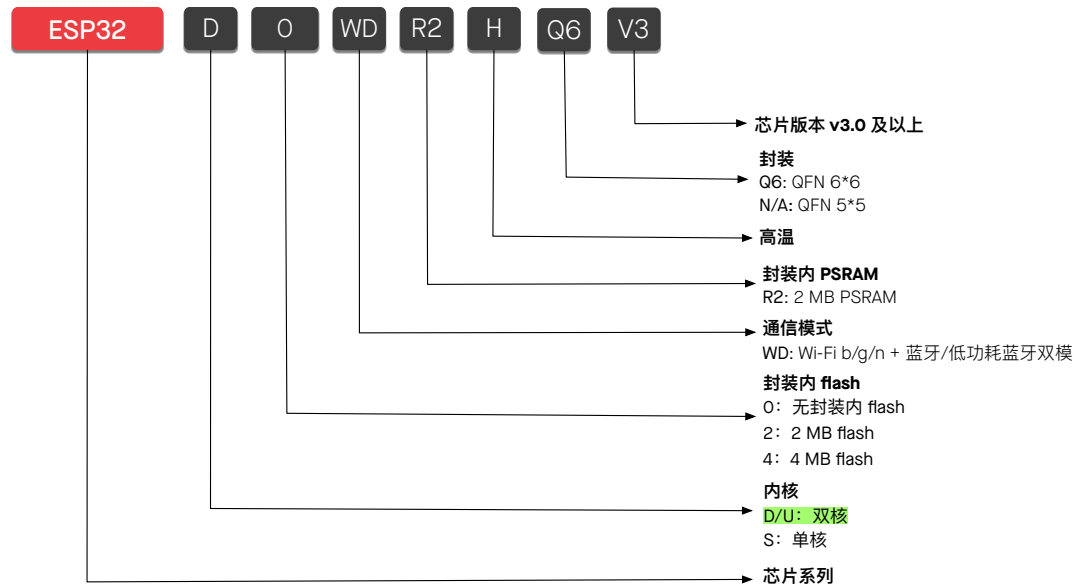 ESP32 D 0 WD R2 H Q6 V3
芯片版本 v3.0 及以上
封装
Q6: QFN 6*6
N/A: QFN 5*5
高温
封装内 PSRAM
R2: 2 MB PSRAM
通信模式
WD: Wi-Fi b/g/n + 蓝牙/低功耗蓝牙双模
封装内 flash
0：无封装内 flash
2：2 MB flash
4：4 MB flash
内核
D/U：双核
S：单核
芯片系列